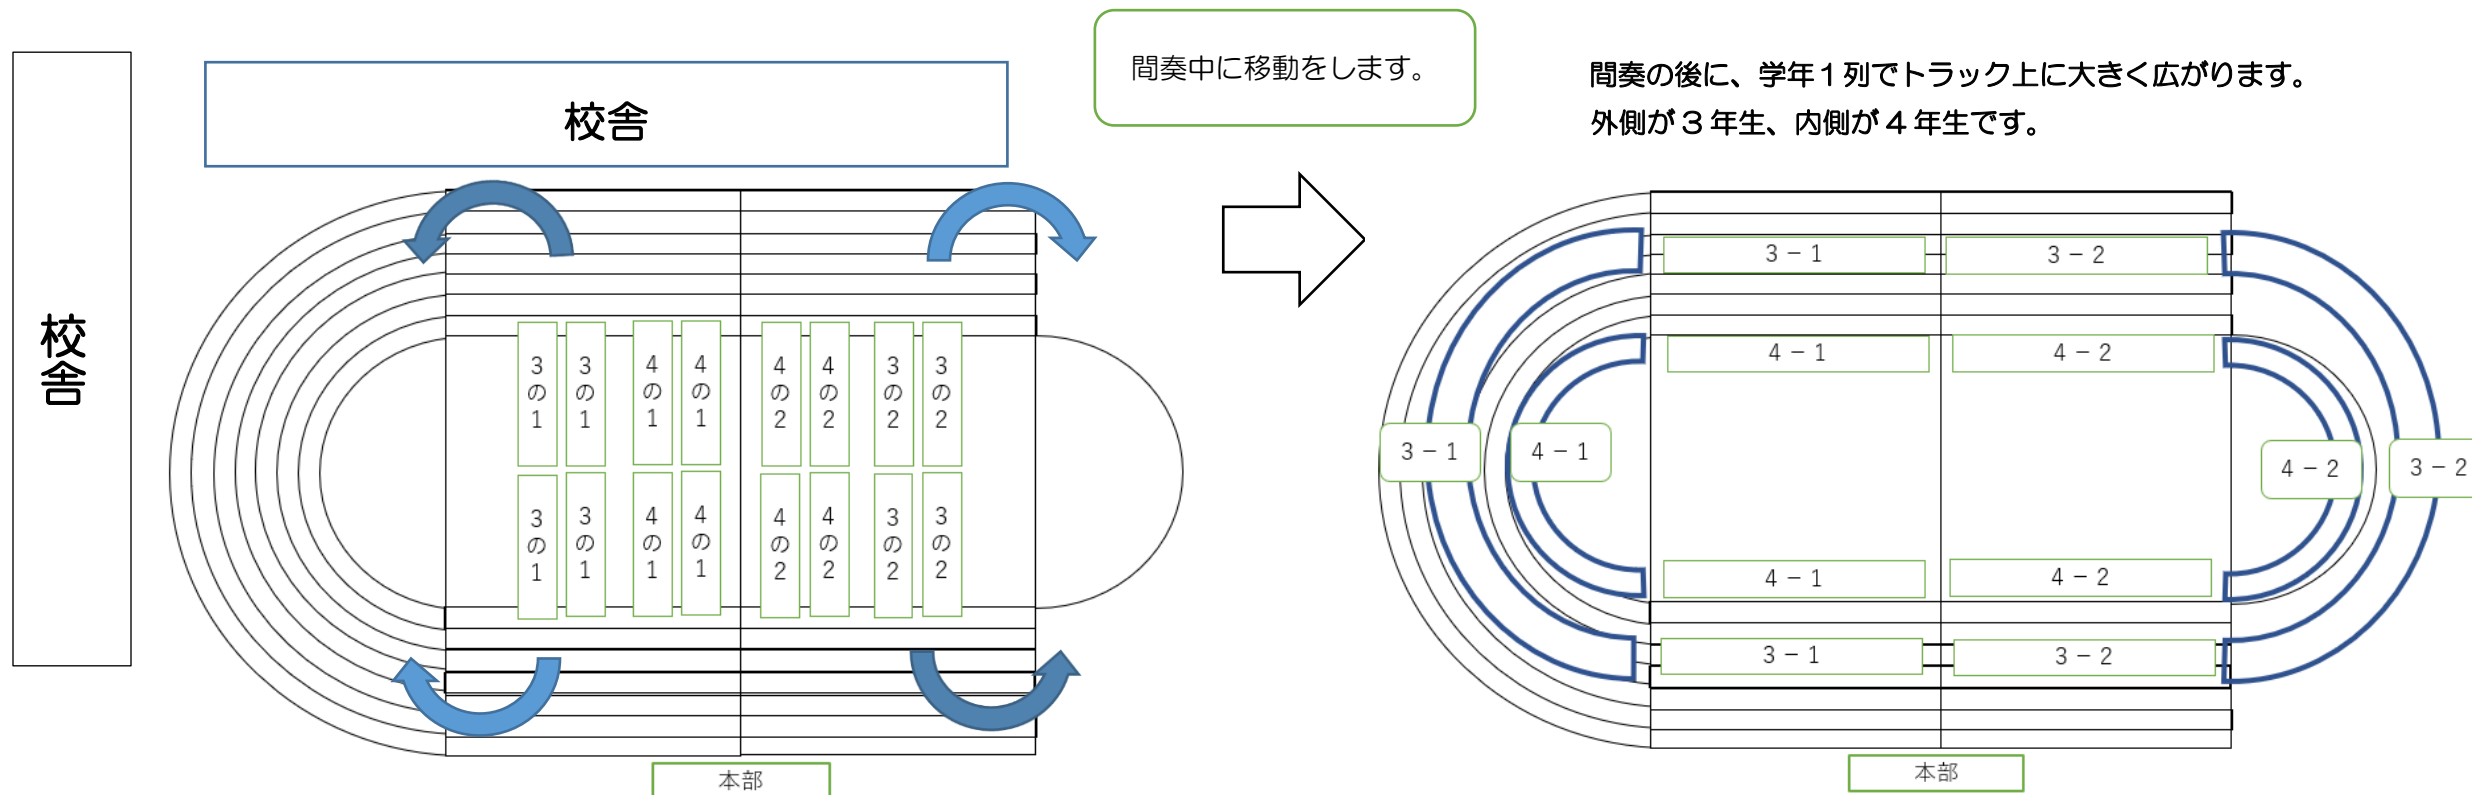 校舎
校舎
間奏中に移動をします。
間奏の後に、学年１列でトラック上に大きく広がります。
外側が３年生、内側が４年生です。
3の1
3の1
4の1
4の1
4の2
4の2
3の2
3の2
3の1
3の1
4の1
4の1
4の2
4の2
3の2
3の2
本部
3－1
3－2
4－1
4－2
3－1
4－1
4－2
3－2
4－1
4－2
3－1
3－2
本部